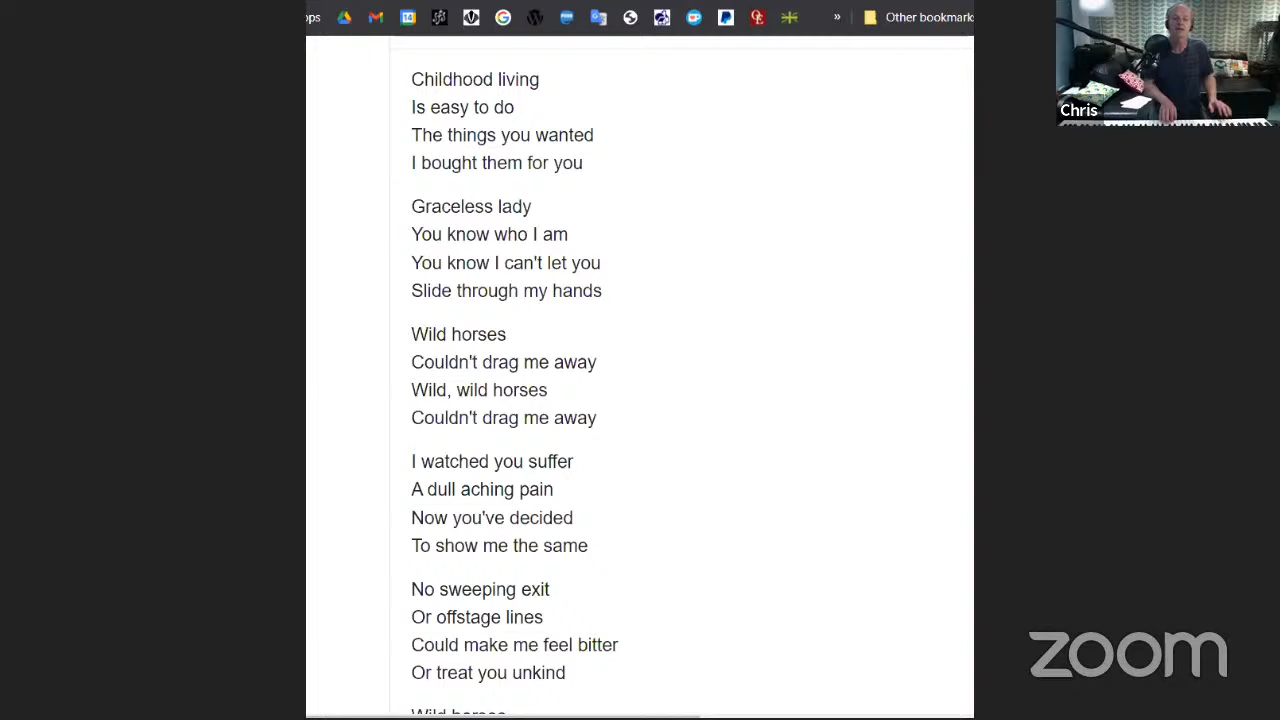 ops
14
»
Other bookmarks
Chris
Childhood living
Is easy to do
The things you wanted
I bought them for you
Graceless lady
You know who I am
You know I can't let you
Slide through my hands
Wild horses
Couldn't drag me away
Wild, wild horses
Couldn't drag me away
I watched you suffer
A dull aching pain
Now you've decided
To show me the same
No sweeping exit
Or offstage lines
Could make me feel bitter
Or treat you unkind
Wild horses
zoom